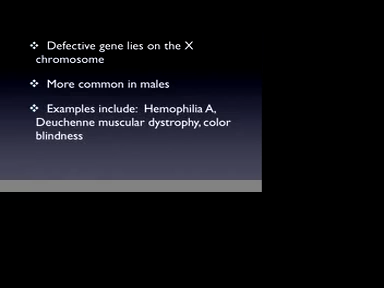 ❖ Defective gene lies on the X
chromosome
❖ More common in males
❖ Examples include: Hemophilia A,
Deuchenne muscular dystrophy, color
blindness